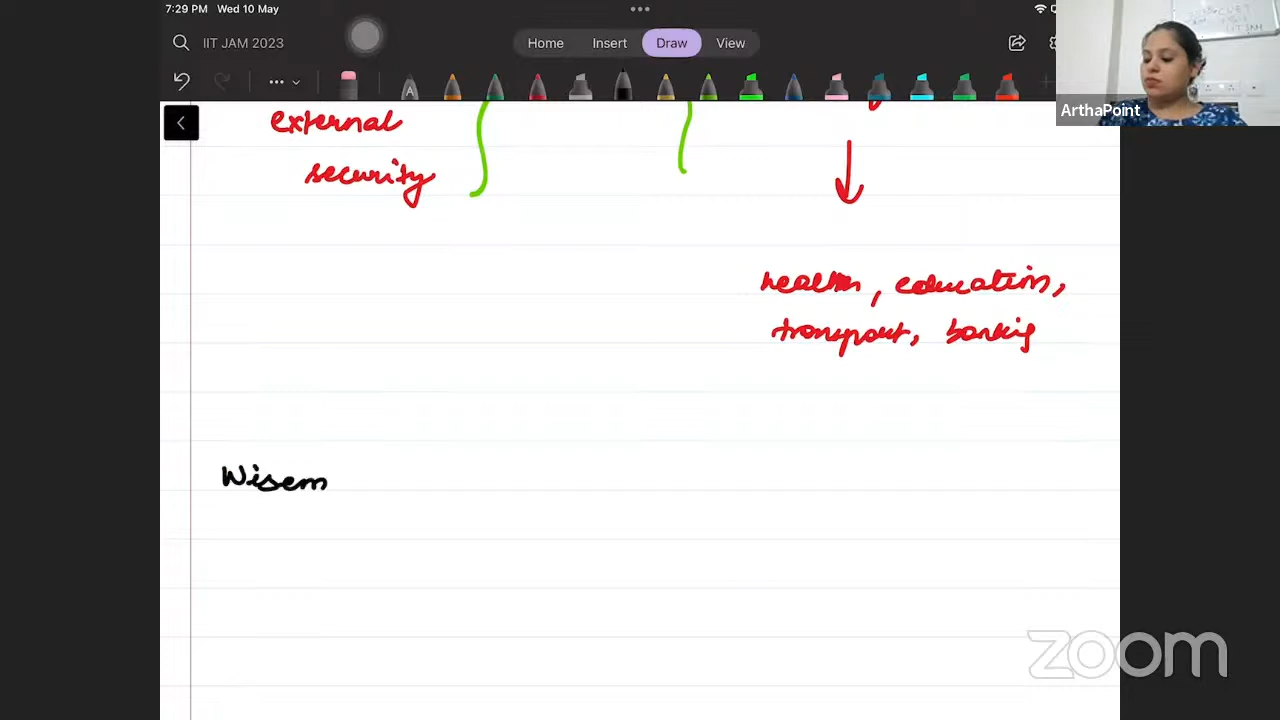 7:29 PM Wed 10 May
IIT JAM 2023
Home Insert Draw View
A
ArthaPoint
external
security
health, education,
transport, banking
Wisem
zoom